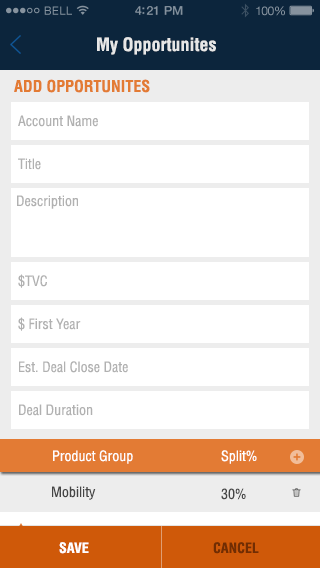 BELL 4:21 PM 100%
My Opportunites
ADD OPPORTUNITES
Account Name
Title
Description
$TVC
$ First Year
Est. Deal Close Date
Deal Duration
Product Group Split%
Mobility 30%
SAVE CANCEL